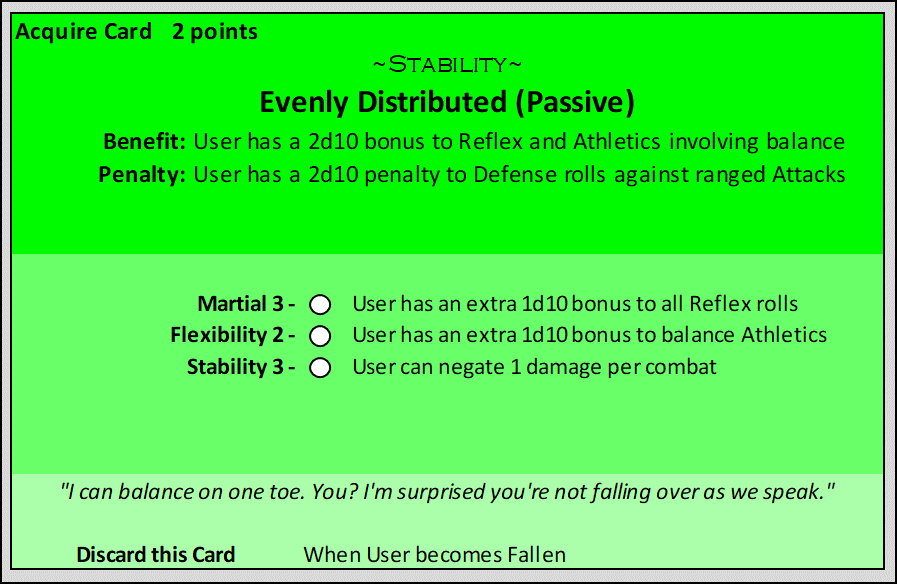 Acquire Card 2 points
~STABILITY~
Evenly Distributed (Passive)
Benefit: User has a 2d10 bonus to Reflex and Athletics involving balance
Penalty: User has a 2d10 penalty to Defense rolls against ranged Attacks
Martial 3 - User has an extra 1d10 bonus to all Reflex rolls
Flexibility 2 - User has an extra 1d10 bonus to balance Athletics
Stability 3 - User can negate 1 damage per combat
"I can balance on one toe. You? I'm surprised you're not falling over as we speak."
Discard this Card When User becomes Fallen